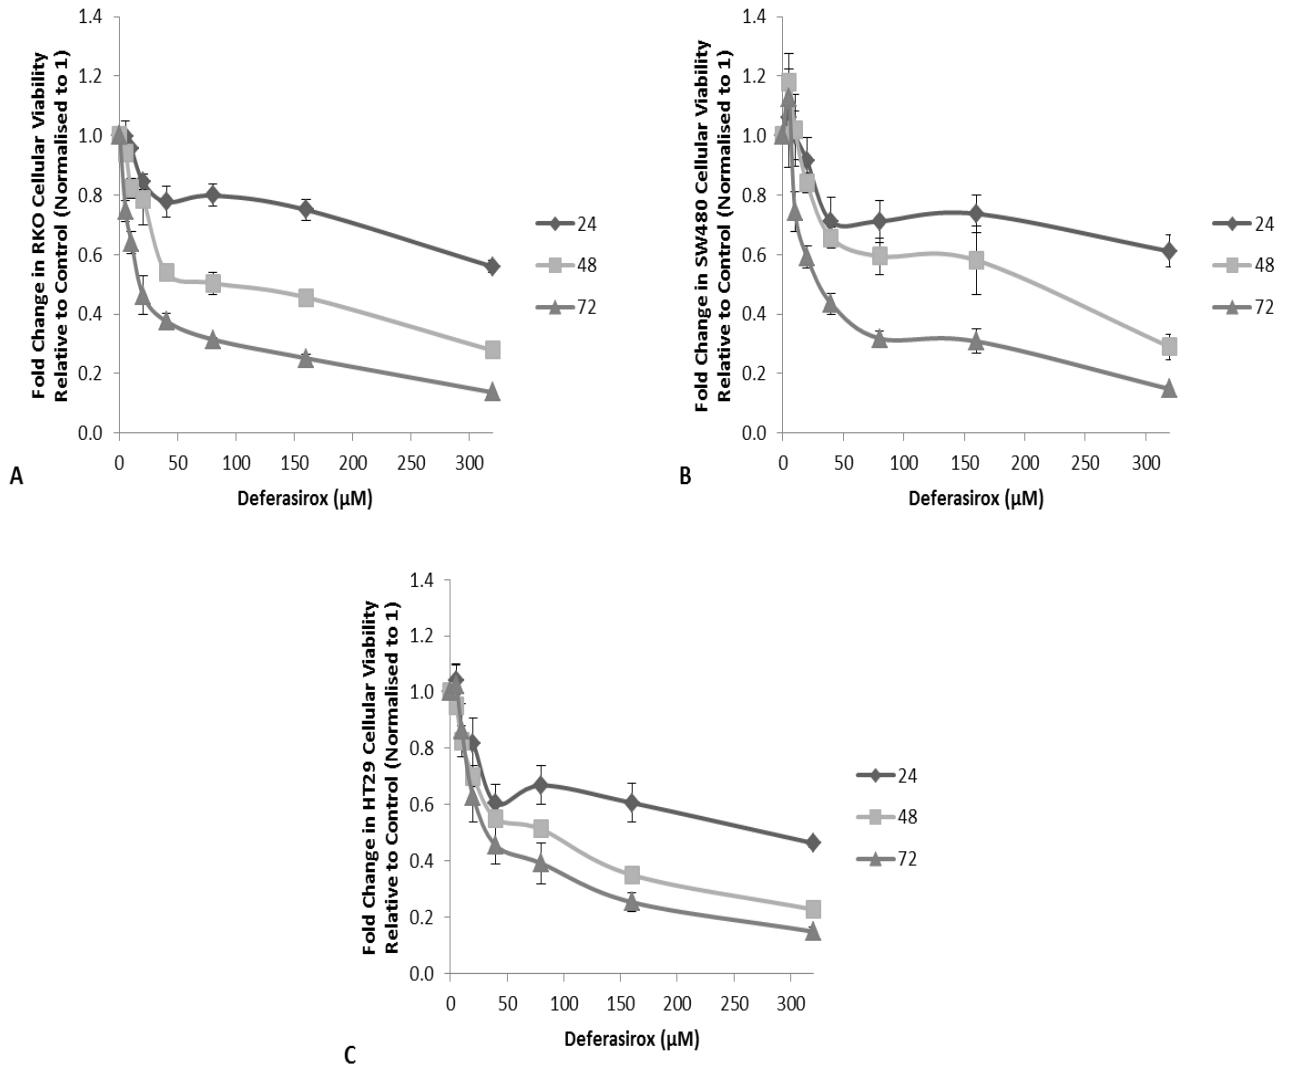 Fold Change in RKO Cellular Viability
Relative to Control (Normalised to 1)
1.4
1.2
1.0
0.8
0.6
0.4
0.2
0.0
0 50 100 150 200 250 300
Deferasirox (µM)
24
48
72
A
Fold Change in SW480 Cellular Viability
Relative to Control (Normalised to 1)
1.4
1.2
1.0
0.8
0.6
0.4
0.2
0.0
0 50 100 150 200 250 300
Deferasirox (µM)
24
48
72
B
Fold Change in HT29 Cellular Viability
Relative to Control (Normalised to 1)
1.4
1.2
1.0
0.8
0.6
0.4
0.2
0.0
0 50 100 150 200 250 300
Deferasirox (µM)
24
48
72
C